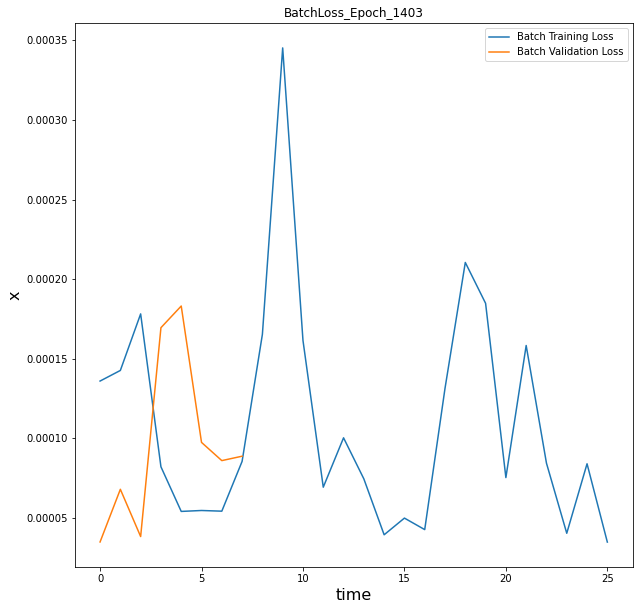 BatchLoss_Epoch_1403
Batch Training Loss
Batch Validation Loss
0.00035
0.00030
0.00025
0.00020
0.00015
0.00010
0.00005
x
0 5 10 15 20 25
time